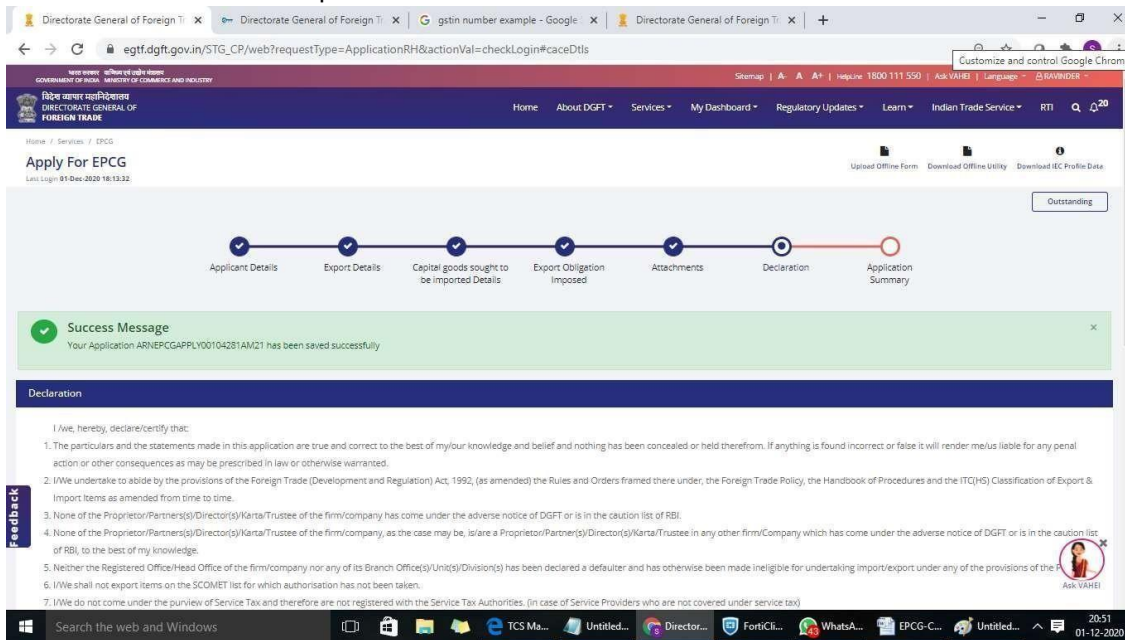 Directorate General of Foreign Tr
Directorate General of Foreign Tr
gstin number example - Google
Directorate General of Foreign Tr
egtf.dgft.gov.in/STG_CP/web?requestType=ApplicationRH&actionVal=checkLogin#caceDtls
Customize and control Google Chrom
भारत सरकार
GOVERNMENT OF INDIA MINISTRY OF COMMERCE AND INDUSTRY
Sitemap | A- A A+ | HelpLine 1800 111 550 | Ask VAHEI | Language RAVINDER
विदेश व्यापार महानिदेशालय
DIRECTORATE GENERAL OF
FOREIGN TRADE
Home About DGFT Services My Dashboard Regulatory Updates Learn Indian Trade Service RTI 20
Home / Services / EPCG
Apply For EPCG
Last Login 01-Dec-2020 18:13:32
Upload Offline Form Download Offline Utility Download IEC Profile Data
Outstanding
Applicant Details Export Details Capital goods sought to be imported Details Export Obligation Imposed Attachments Declaration Application Summary
Success Message
Your Application ARNEPCGAPPLY00104281AM21 has been saved successfully
Declaration
I /we, hereby, declare/certify that:
1. The particulars and the statements made in this application are true and correct to the best of my/our knowledge and belief and nothing has been concealed or held therefrom. If anything is found incorrect or false it will render me/us liable for any penal
action or other consequences as may be prescribed in law or otherwise warranted.
2. I/We undertake to abide by the provisions of the Foreign Trade (Development and Regulation) Act, 1992, (as amended) the Rules and Orders framed there under, the Foreign Trade Policy, the Handbook of Procedures and the ITC(HS) Classification of Export &
Import Items as amended from time to time.
3. None of the Proprietor/Partners(s)/Director(s)/Karta/Trustee of the firm/company has come under the adverse notice of DGFT or is in the caution list of RBI.
4. None of the Proprietor/Partners(s)/Director(s)/Karta/Trustee of the firm/company, as the case may be, is/are a Proprietor/Partner(s)/Director(s)/Karta/Trustee in any other firm/Company which has come under the adverse notice of DGFT or is in the caution list
of RBI, to the best of my knowledge.
5. Neither the Registered Office/Head Office of the firm/company nor any of its Branch Office(s)/Unit(s)/Division(s) has been declared a defaulter and has otherwise been made ineligible for undertaking import/export under any of the provisions of the
6. I/We shall not export items on the SCOMET list for which authorisation has not been taken.
7. I/We do not come under the purview of Service Tax and therefore are not registered with the Service Tax Authorities. (in case of Service Providers who are not covered under service tax)
Feedback
Ask VAHEI
Search the web and Windows
TCS Ma... Untitled... Director... FortiCli... WhatsA... EPCG-C... Untitled...
20:51
01-12-2020